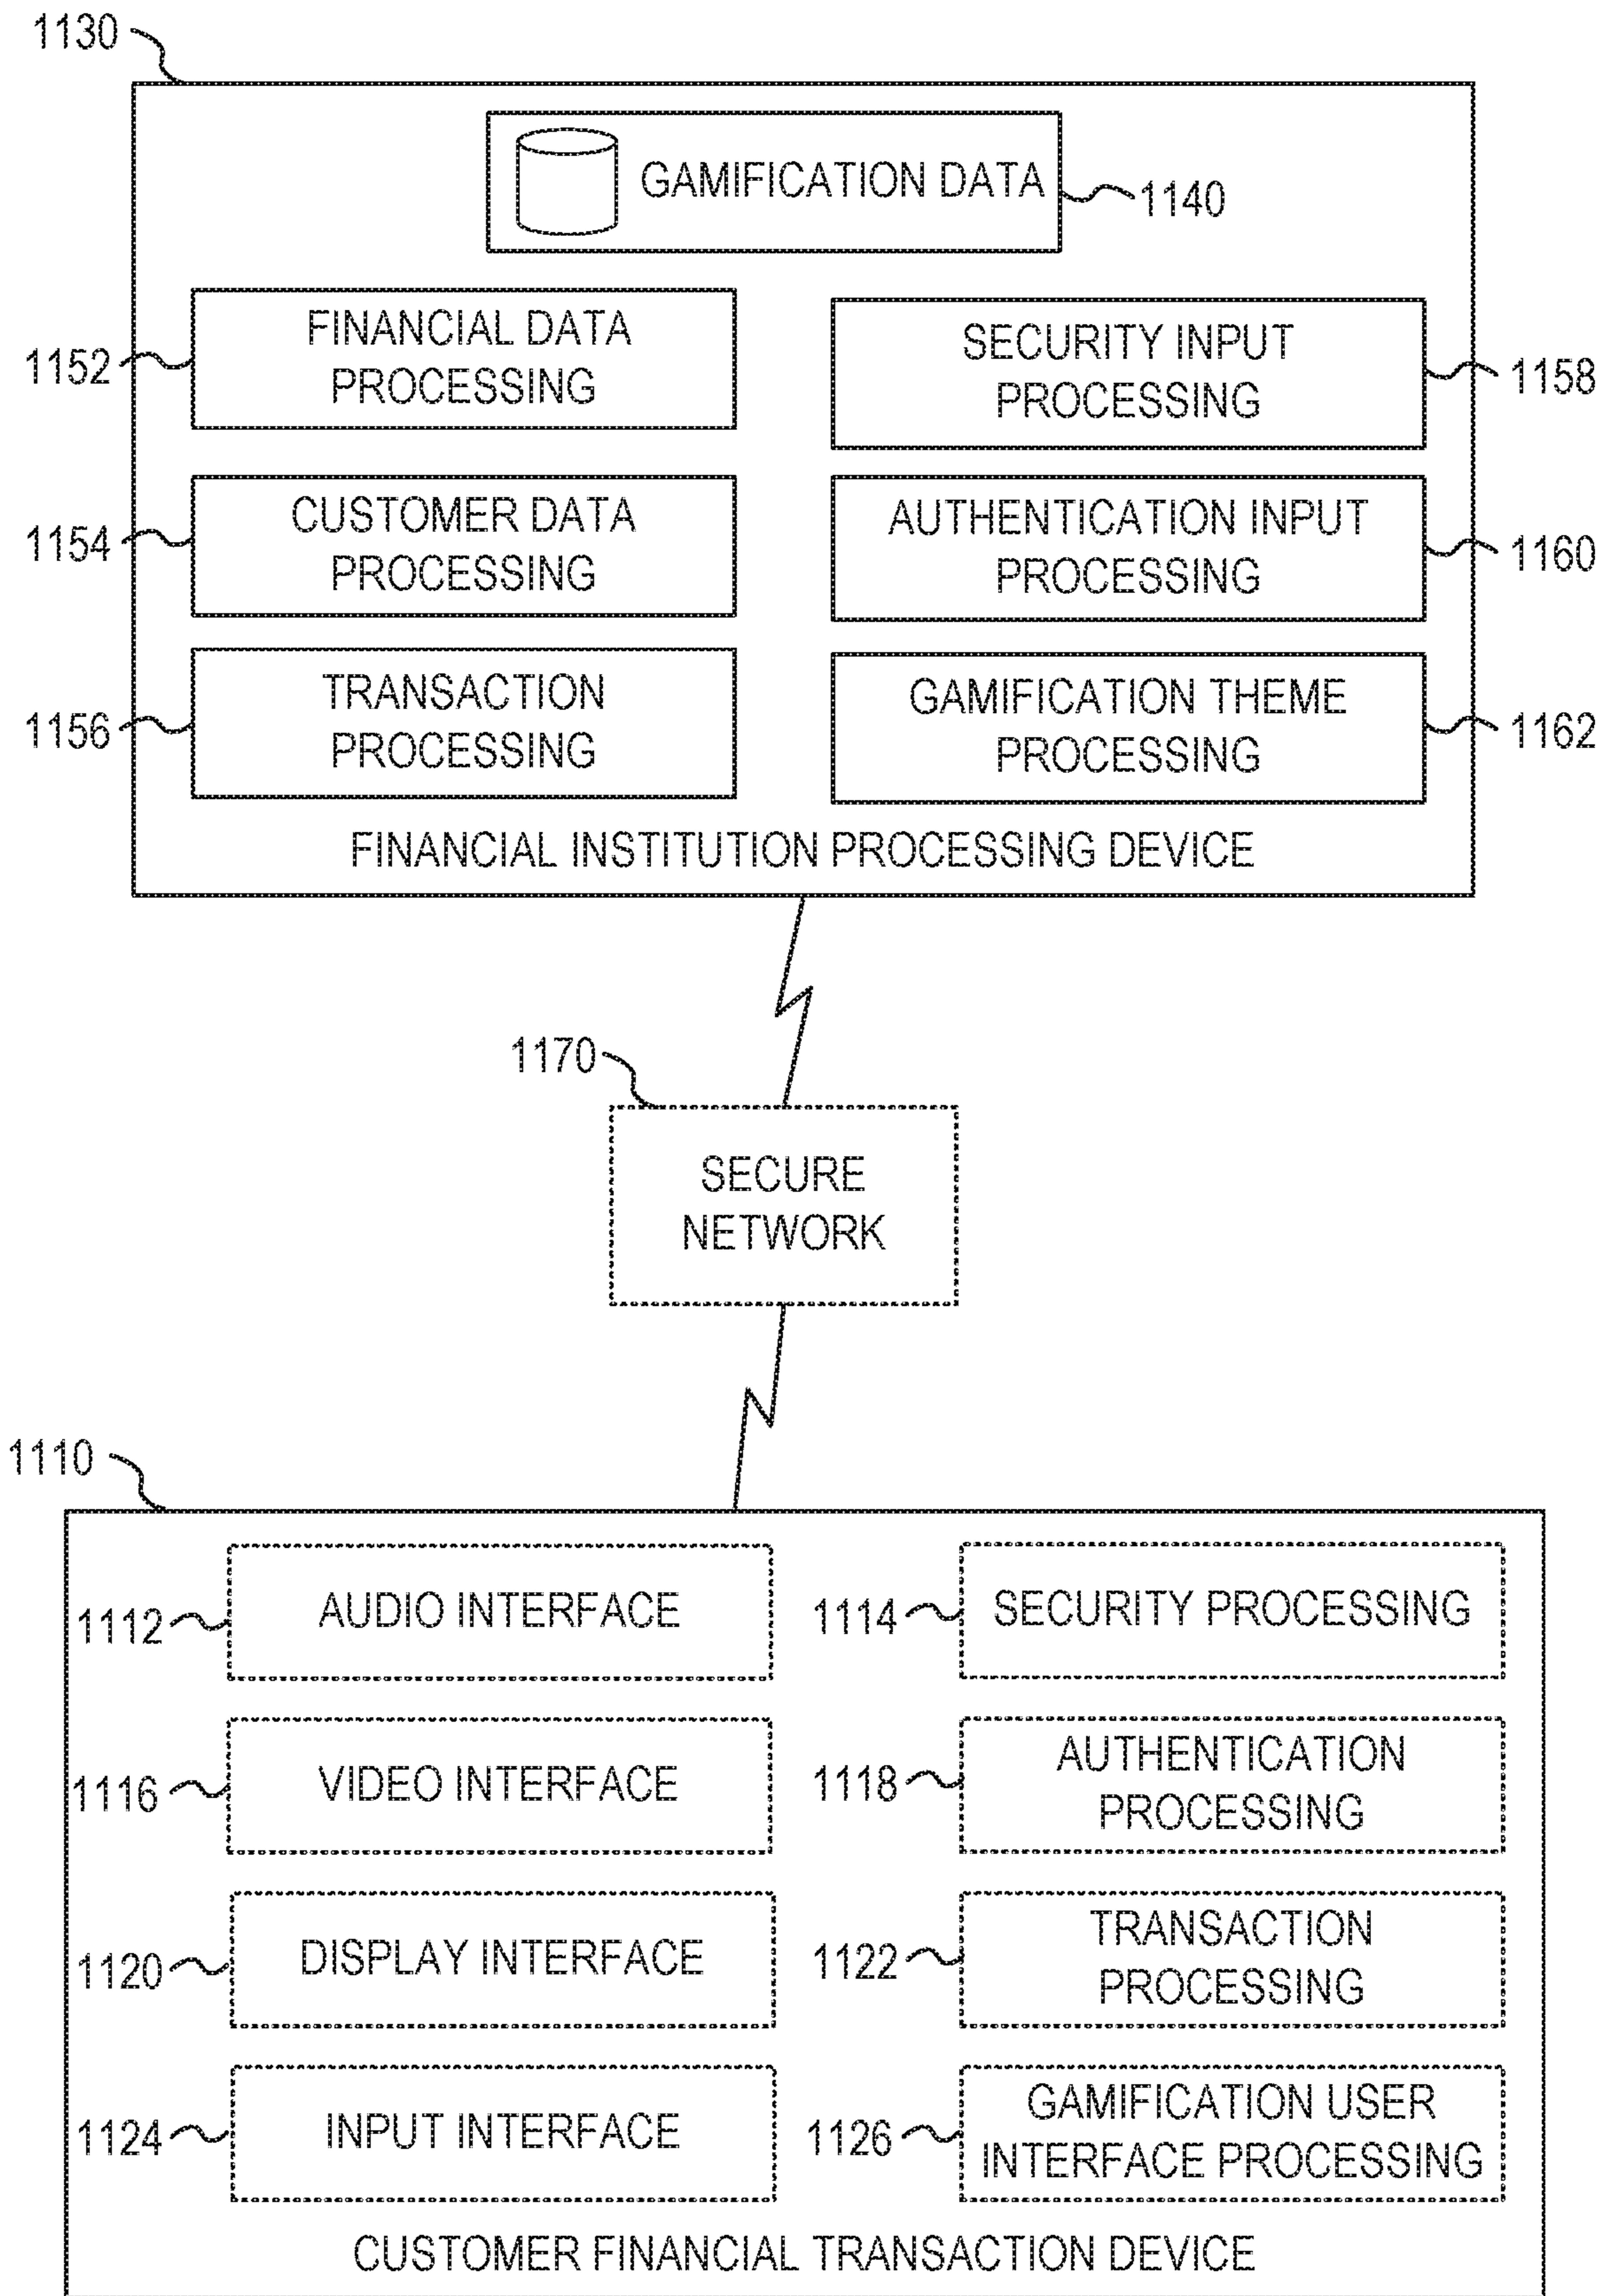 1130
GAMIFICATION DATA
1140
FINANCIAL DATA
PROCESSING
1152
SECURITY INPUT
PROCESSING
1158
CUSTOMER DATA
PROCESSING
1154
AUTHENTICATION INPUT
PROCESSING
1160
TRANSACTION
PROCESSING
1156
GAMIFICATION THEME
PROCESSING
1162
FINANCIAL INSTITUTION PROCESSING DEVICE
1170
SECURE
NETWORK
1110
1112
AUDIO INTERFACE
1114
SECURITY PROCESSING
1116
VIDEO INTERFACE
1118
AUTHENTICATION
PROCESSING
1120
DISPLAY INTERFACE
1122
TRANSACTION
PROCESSING
1124
INPUT INTERFACE
1126
GAMIFICATION USER
INTERFACE PROCESSING
CUSTOMER FINANCIAL TRANSACTION DEVICE